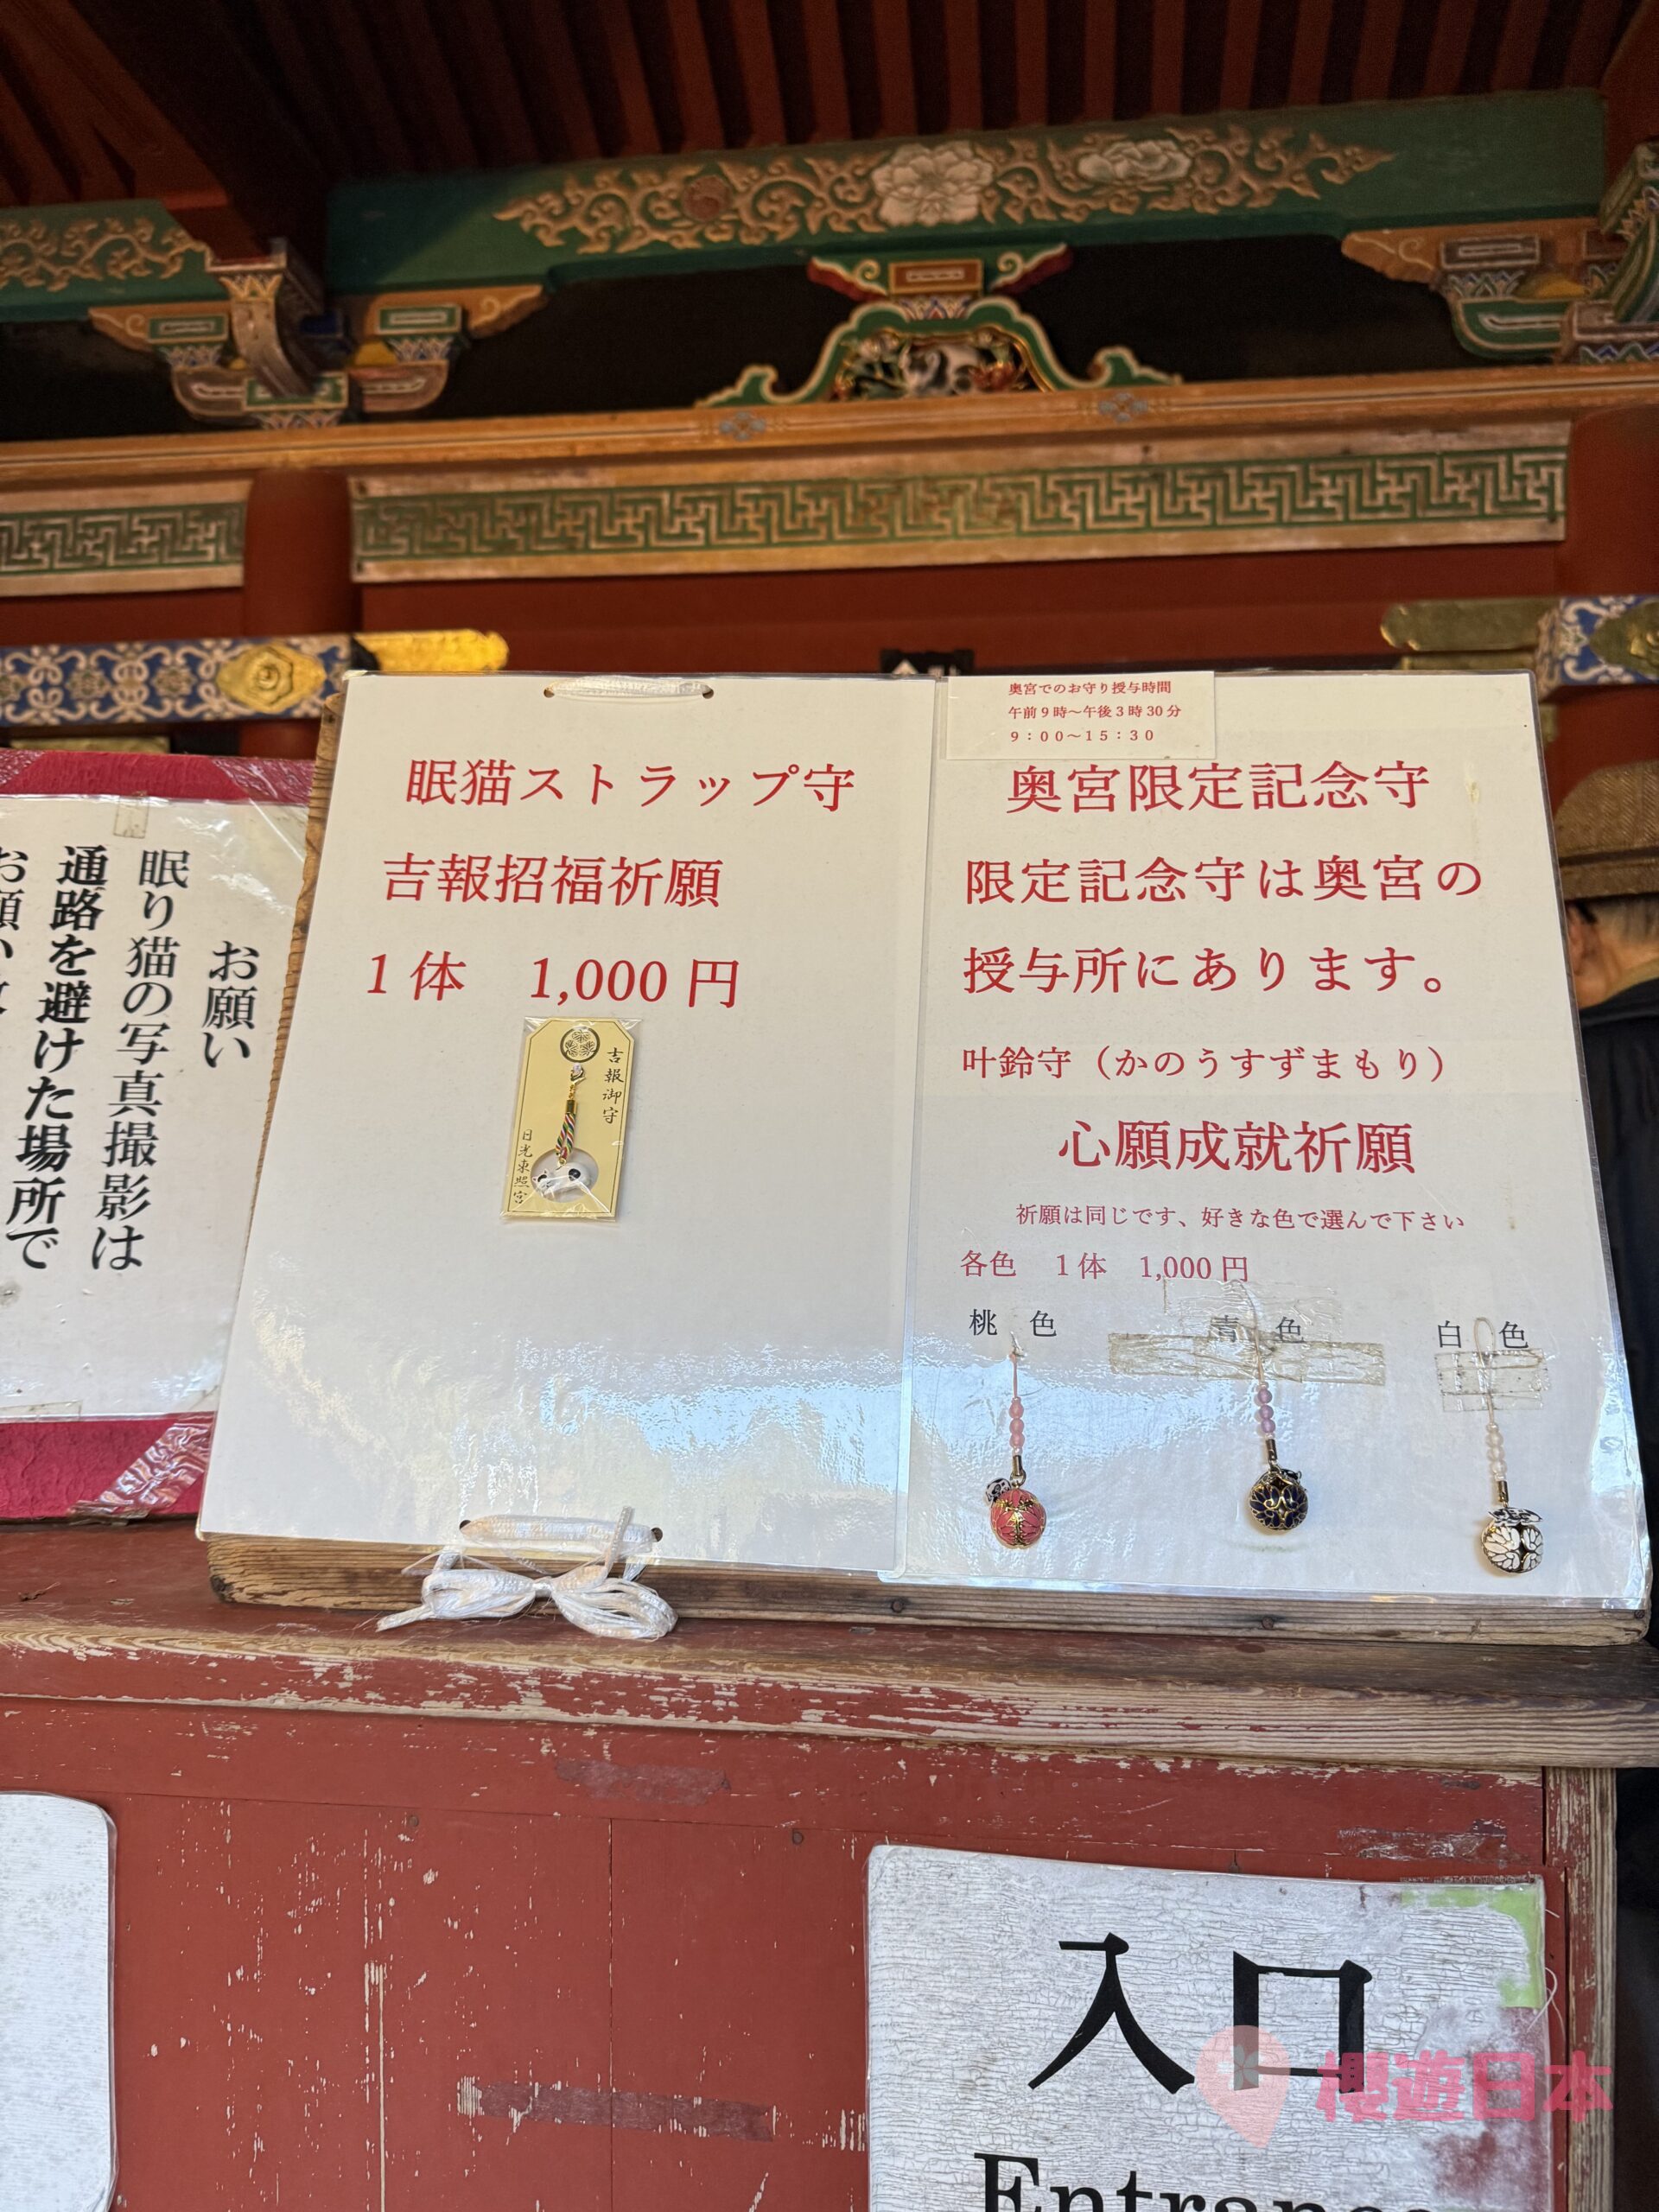 お願い
眠り猫の写真撮影は
通路を避けた場所で
眠猫ストラップ守
吉報招福祈願
1体 1,000円
吉報御守
日光東照宮
奥宮でのお守り授与時間
午前9時～午後3時30分
9：00～15：30
奥宮限定記念守
限定記念守は奥宮の
授与所にあります。
叶鈴守（かのうすずまもり）
心願成就祈願
祈願は同じです、好きな色で選んで下さい
各色 1体 1,000円
桃色 青色 白色
入口
Entrance
櫻遊日本